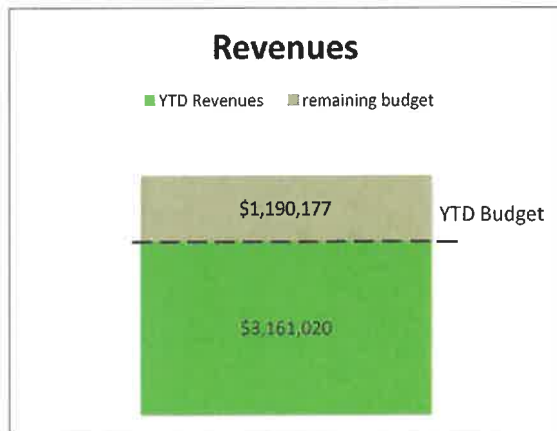 Revenues
YTD Revenues remaining budget
$1,190,177
YTD Budget
$3,161,020